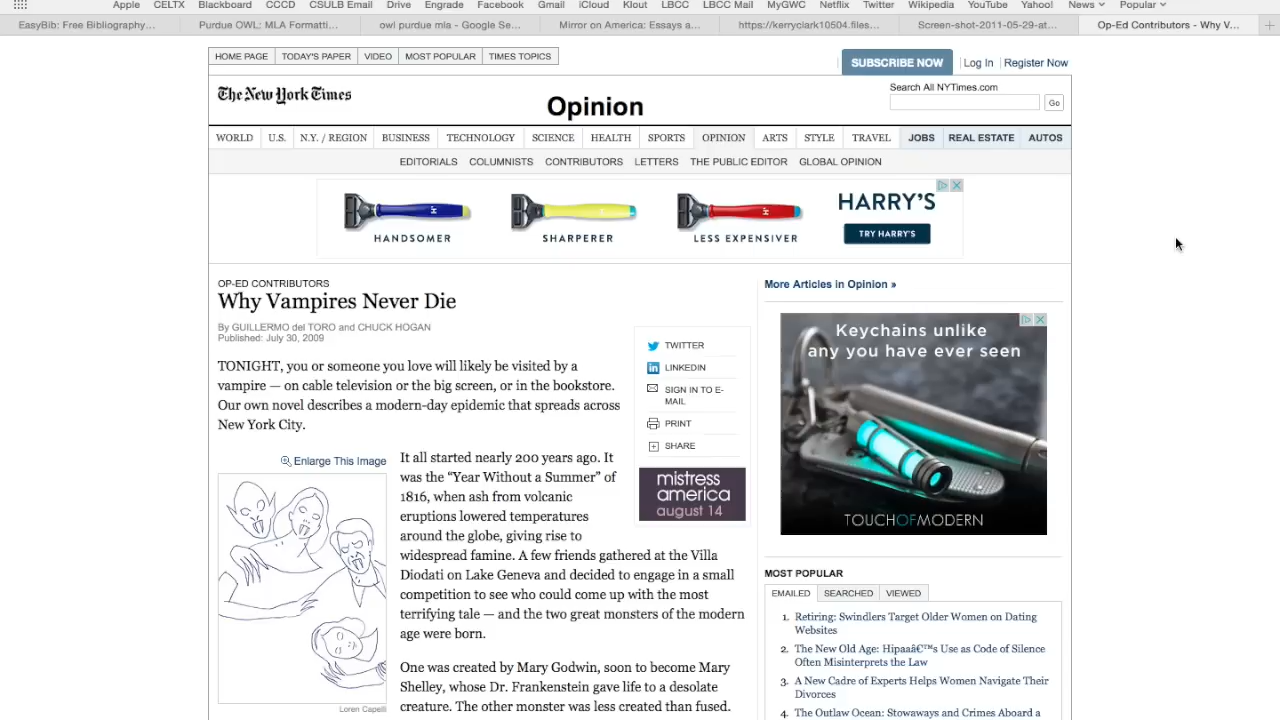 Apple CELTX Blackboard CCCD CSULB Email Drive Engrade Facebook Gmail iCloud Klout LBCC LBCC Mail MyGWC Netflix Twitter Wikipedia YouTube Yahoo! News Popular
EasyBib: Free Bibliography... Purdue OWL: MLA Formatti... owl purdue mla - Google Se... Mirror on America: Essays a... https://kerryclark10504.files... Screen-shot-2011-05-29-at... Op-Ed Contributors - Why V...
HOME PAGE TODAY'S PAPER VIDEO MOST POPULAR TIMES TOPICS
SUBSCRIBE NOW Log In Register Now
The New York Times
Opinion
Search All NYTimes.com
Go
WORLD U.S. N.Y. / REGION BUSINESS TECHNOLOGY SCIENCE HEALTH SPORTS OPINION ARTS STYLE TRAVEL JOBS REAL ESTATE AUTOS
EDITORIALS COLUMNISTS CONTRIBUTORS LETTERS THE PUBLIC EDITOR GLOBAL OPINION
HANDSOMER SHARPERER LESS EXPENSIVER
HARRY'S
TRY HARRY'S
OP-ED CONTRIBUTORS
Why Vampires Never Die
By GUILLERMO del TORO and CHUCK HOGAN
Published: July 30, 2009
TONIGHT, you or someone you love will likely be visited by a
vampire — on cable television or the big screen, or in the bookstore.
Our own novel describes a modern-day epidemic that spreads across
New York City.
TWITTER
LINKEDIN
SIGN IN TO E-
MAIL
PRINT
SHARE
mistress
america
august 14
Enlarge This Image
Loren Capelli
It all started nearly 200 years ago. It
was the “Year Without a Summer” of
1816, when ash from volcanic
eruptions lowered temperatures
around the globe, giving rise to
widespread famine. A few friends gathered at the Villa
Diodati on Lake Geneva and decided to engage in a small
competition to see who could come up with the most
terrifying tale — and the two great monsters of the modern
age were born.
One was created by Mary Godwin, soon to become Mary
Shelley, whose Dr. Frankenstein gave life to a desolate
creature. The other monster was less created than fused.
More Articles in Opinion »
Keychains unlike
any you have ever seen
TOUCHOFMODERN
MOST POPULAR
EMAILED SEARCHED VIEWED
1. Retiring: Swindlers Target Older Women on Dating
Websites
2. The New Old Age: Hipaaâ€™s Use as Code of Silence
Often Misinterprets the Law
3. A New Cadre of Experts Helps Women Navigate Their
Divorces
4. The Outlaw Ocean: Stowaways and Crimes Aboard a